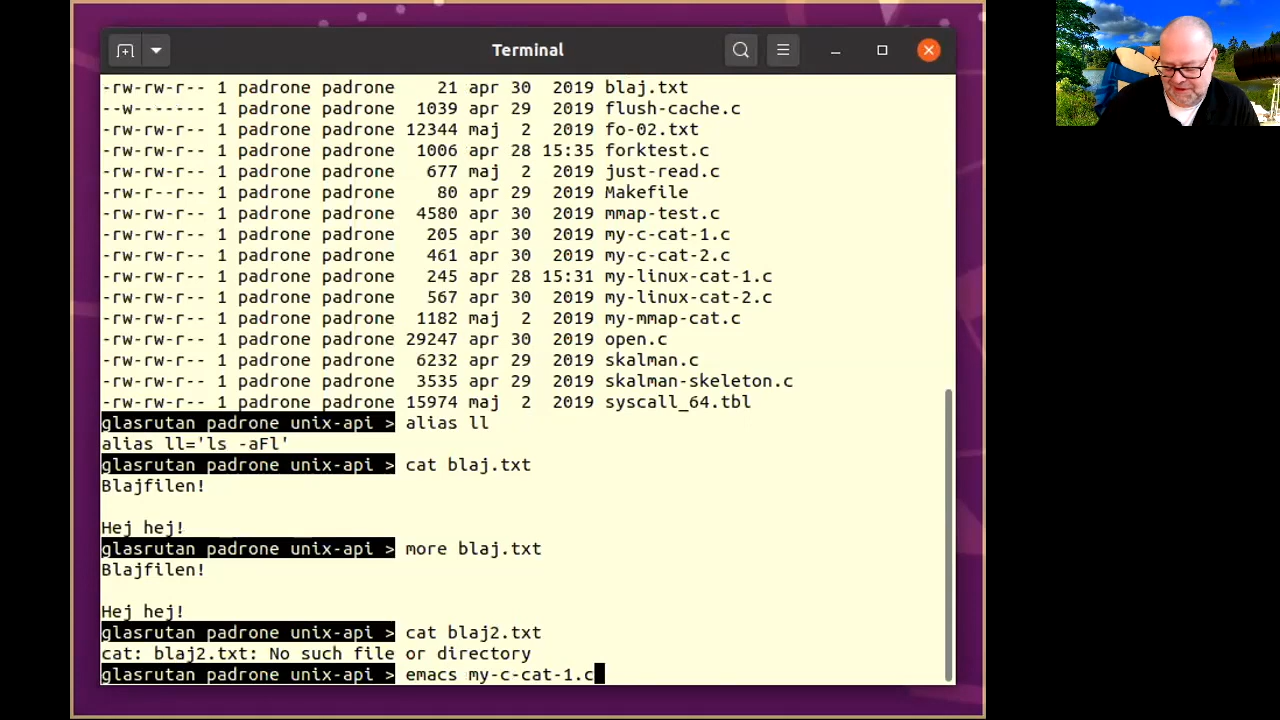 Terminal
-rw-rw-r-- 1 padrone padrone    21 apr 30  2019 blaj.txt
--w------- 1 padrone padrone  1039 apr 29  2019 flush-cache.c
-rw-rw-r-- 1 padrone padrone 12344 maj  2  2019 fo-02.txt
-rw-rw-r-- 1 padrone padrone  1006 apr 28 15:35 forktest.c
-rw-rw-r-- 1 padrone padrone   677 maj  2  2019 just-read.c
-rw-r--r-- 1 padrone padrone    80 apr 29  2019 Makefile
-rw-rw-r-- 1 padrone padrone  4580 apr 30  2019 mmap-test.c
-rw-rw-r-- 1 padrone padrone   205 apr 30  2019 my-c-cat-1.c
-rw-rw-r-- 1 padrone padrone   461 apr 30  2019 my-c-cat-2.c
-rw-rw-r-- 1 padrone padrone   245 apr 28 15:31 my-linux-cat-1.c
-rw-rw-r-- 1 padrone padrone   567 apr 30  2019 my-linux-cat-2.c
-rw-rw-r-- 1 padrone padrone  1182 maj  2  2019 my-mmap-cat.c
-rw-rw-r-- 1 padrone padrone 29247 apr 30  2019 open.c
-rw-rw-r-- 1 padrone padrone  6232 apr 29  2019 skalman.c
-rw-rw-r-- 1 padrone padrone  3535 apr 29  2019 skalman-skeleton.c
-rw-rw-r-- 1 padrone padrone 15974 maj  2  2019 syscall_64.tbl
glasrutan padrone unix-api > alias ll
alias ll='ls -aFl'
glasrutan padrone unix-api > cat blaj.txt
Blajfilen!

Hej hej!
glasrutan padrone unix-api > more blaj.txt
Blajfilen!

Hej hej!
glasrutan padrone unix-api > cat blaj2.txt
cat: blaj2.txt: No such file or directory
glasrutan padrone unix-api > emacs my-c-cat-1.c